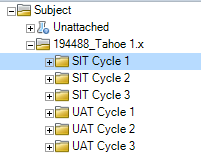 Subject
Unattached
194488_Tahoe 1.x
SIT Cycle 1
SIT Cycle 2
SIT Cycle 3
UAT Cycle 1
UAT Cycle 2
UAT Cycle 3